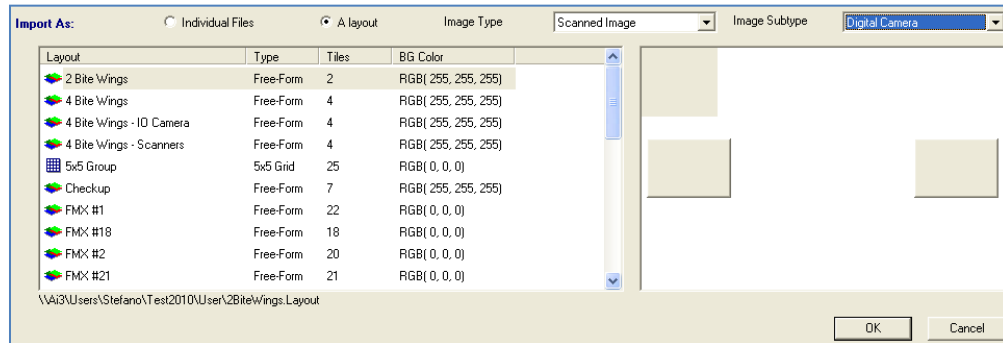 Import As: Individual Files A layout Image Type Scanned Image Image Subtype Digital Camera
Layout Type Tiles BG Color
2 Bite Wings Free-Form 2 RGB( 255, 255, 255)
4 Bite Wings Free-Form 4 RGB( 255, 255, 255)
4 Bite Wings - IO Camera Free-Form 4 RGB( 255, 255, 255)
4 Bite Wings - Scanners Free-Form 4 RGB( 255, 255, 255)
5x5 Group 5x5 Grid 25 RGB( 0, 0, 0)
Checkup Free-Form 7 RGB( 255, 255, 255)
FMX #1 Free-Form 22 RGB( 0, 0, 0)
FMX #18 Free-Form 18 RGB( 0, 0, 0)
FMX #2 Free-Form 20 RGB( 0, 0, 0)
FMX #21 Free-Form 21 RGB( 0, 0, 0)
\\Ai3\Users\Stefano\Test2010\User\2BiteWings.Layout
OK Cancel